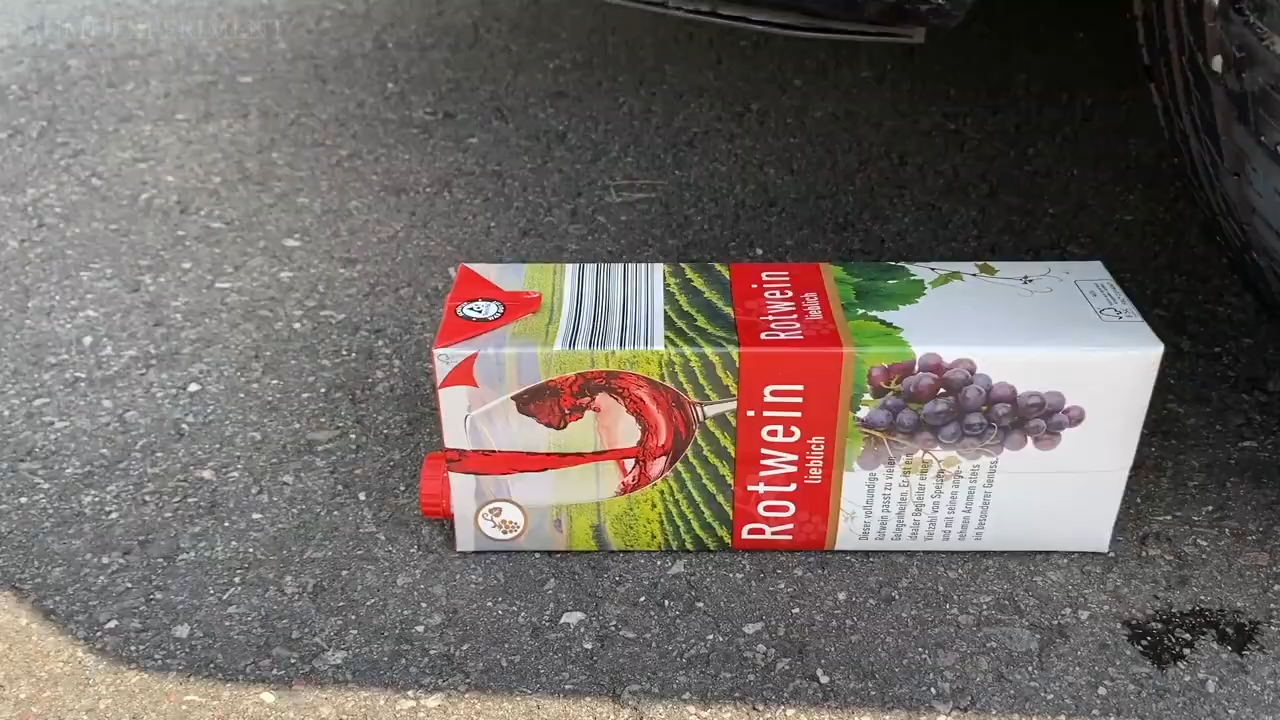 Rotwein
lieblich
Rotwein
lieblich
Dieser vollmundige
Rotwein passt zu vielen
Gelegenheiten. Er ist ein
idealer Begleiter einer
Vielzahl von Speisen
und mit seinen ange-
nehmen Aromen stets
ein besonderer Genuss.